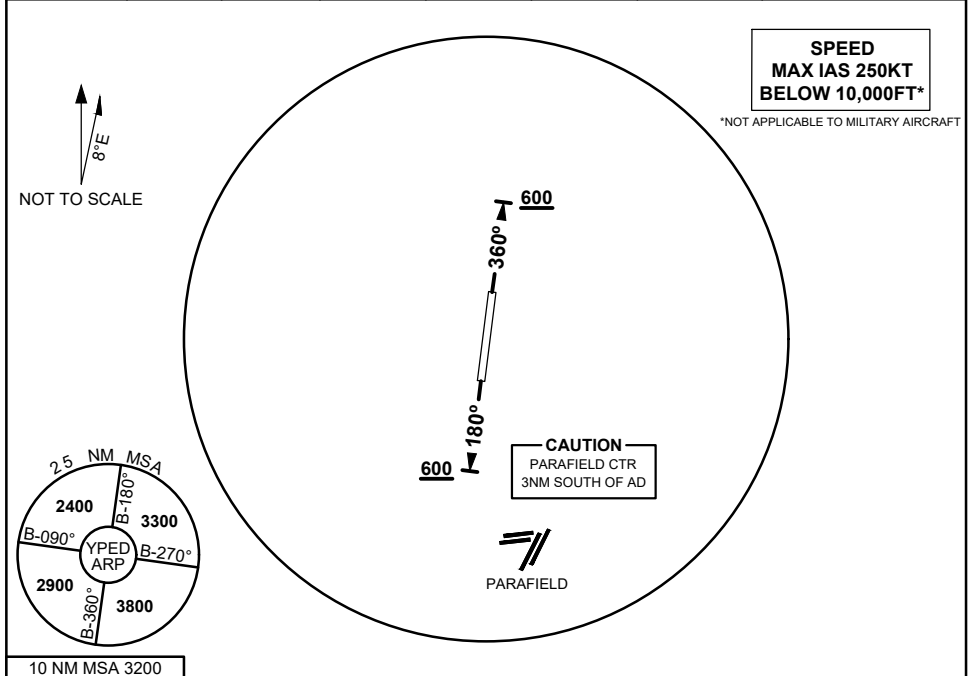 SPEED
MAX IAS 250KT
BELOW 10,000FT*
*NOT APPLICABLE TO MILITARY AIRCRAFT
8°E
NOT TO SCALE
600
360°
180°
600
CAUTION
PARAFIELD CTR
3NM SOUTH OF AD
PARAFIELD
25 NM MSA
2400
B-180°
3300
B-090°
YPED
ARP
B-270°
2900
B-360°
3800
10 NM MSA 3200